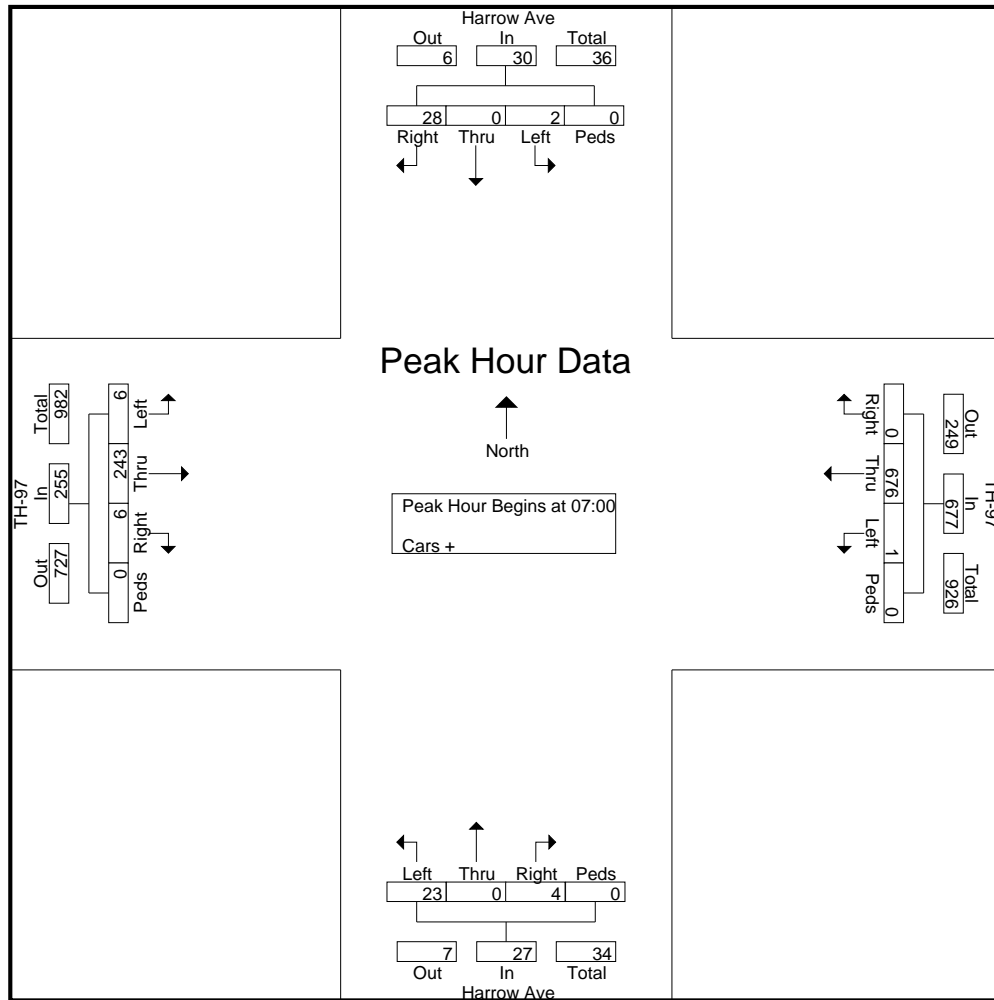 Harrow Ave
Out In Total
6 30 36
28 0 2 0
Right Thru Left Peds
Peak Hour Data
North
Peak Hour Begins at 07:00
Cars +
TH-97
Total In Out
982 255 727
6 243 6 0
Left Thru Right Peds
Right Thru Left Peds
0 676 1 0
Out In Total
249 677 926
TH-97
Left Thru Right Peds
23 0 4 0
7 27 34
Out In Total
Harrow Ave